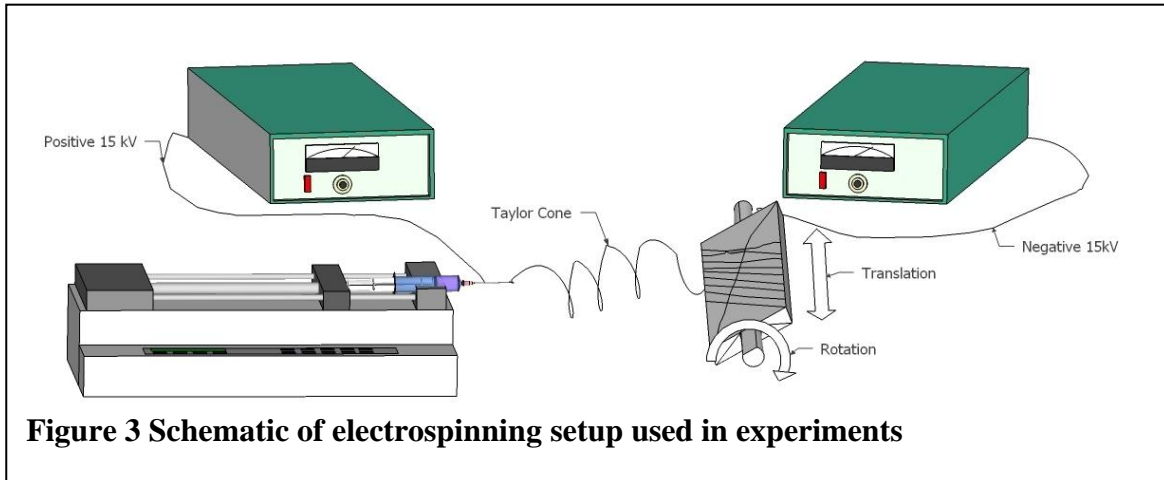 Positive 15 kV
Taylor Cone
Negative 15kV
Translation
Rotation
Figure 3 Schematic of electrospinning setup used in experiments